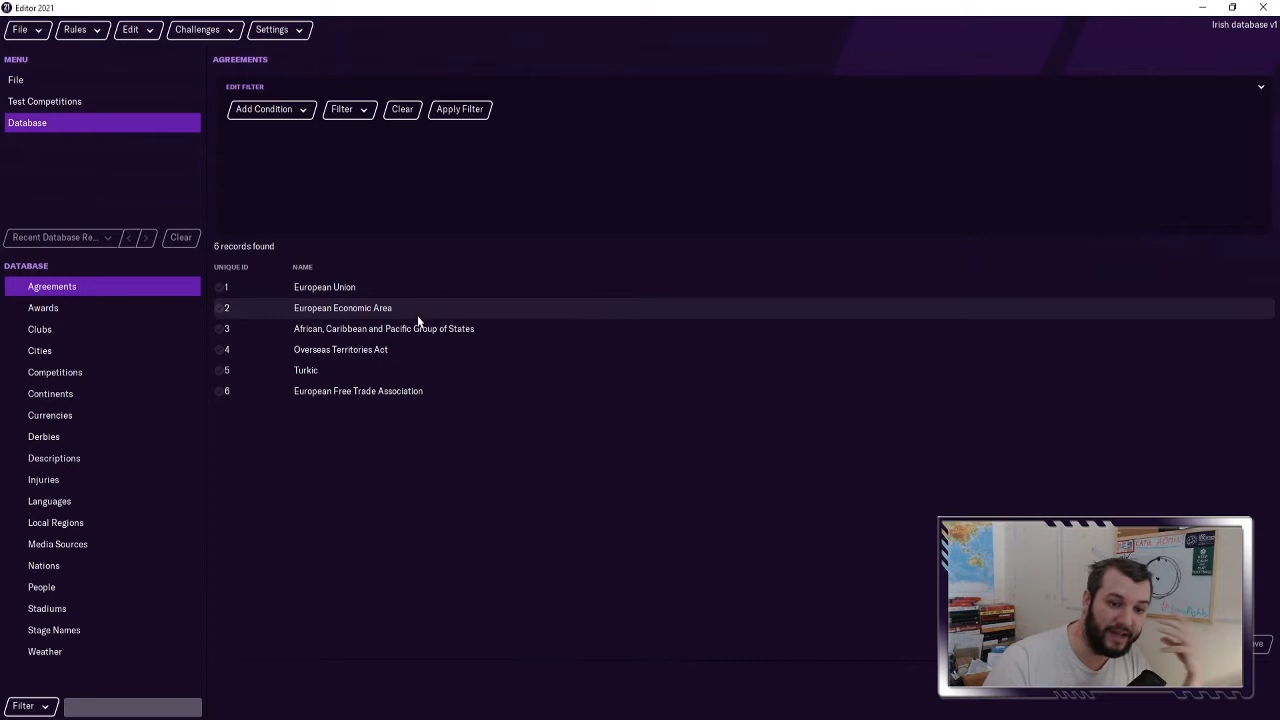 Editor 2021
File
Rules
Edit
Challenges
Settings
Irish database v1
MENU
File
Test Competitions
Database
Recent Database Re...
Clear
DATABASE
Agreements
Awards
Clubs
Cities
Competitions
Continents
Currencies
Derbies
Descriptions
Injuries
Languages
Local Regions
Media Sources
Nations
People
Stadiums
Stage Names
Weather
Filter
AGREEMENTS
EDIT FILTER
Add Condition
Filter
Clear
Apply Filter
6 records found
UNIQUE ID NAME
1 European Union
2 European Economic Area
3 African, Caribbean and Pacific Group of States
4 Overseas Territories Act
5 Turkic
6 European Free Trade Association